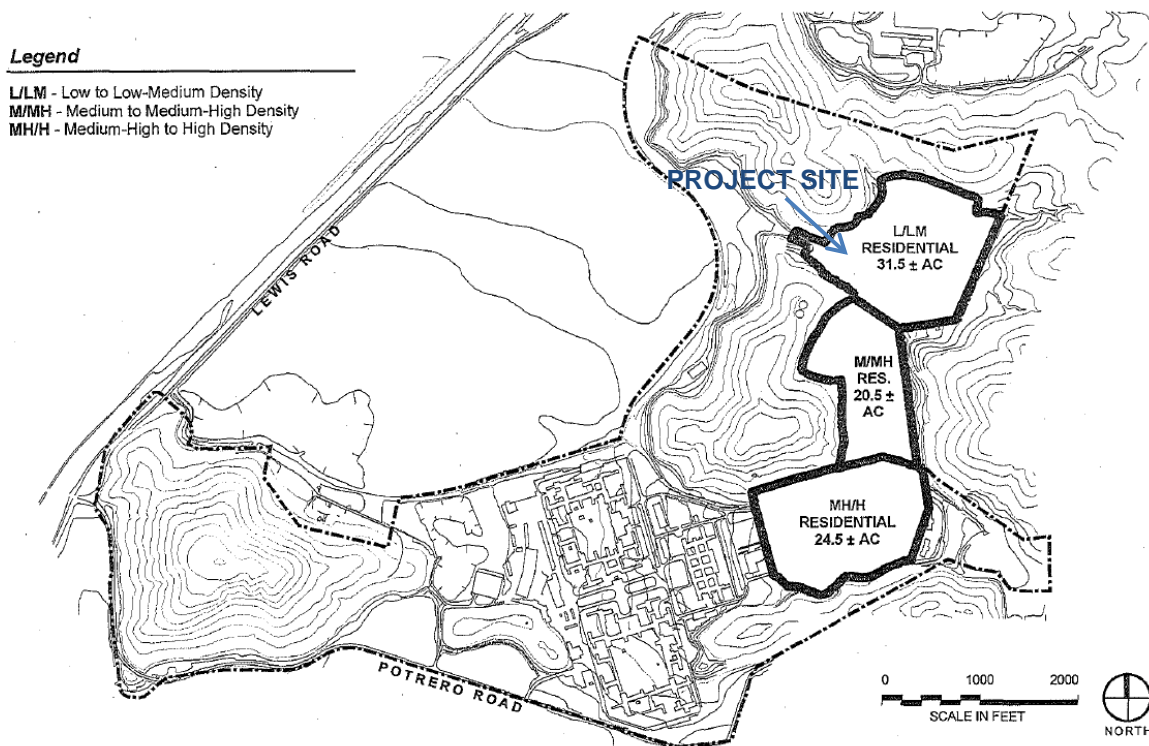 Legend
L/LM - Low to Low-Medium Density
M/MH - Medium to Medium-High Density
MH/H - Medium-High to High Density
PROJECT SITE
L/LM
RESIDENTIAL
31.5 ± AC
LEWIS ROAD
M/MH
RES.
20.5 ±
AC
MH/H
RESIDENTIAL
24.5 ± AC
POTRERO ROAD
0 1000 2000
SCALE IN FEET
NORTH